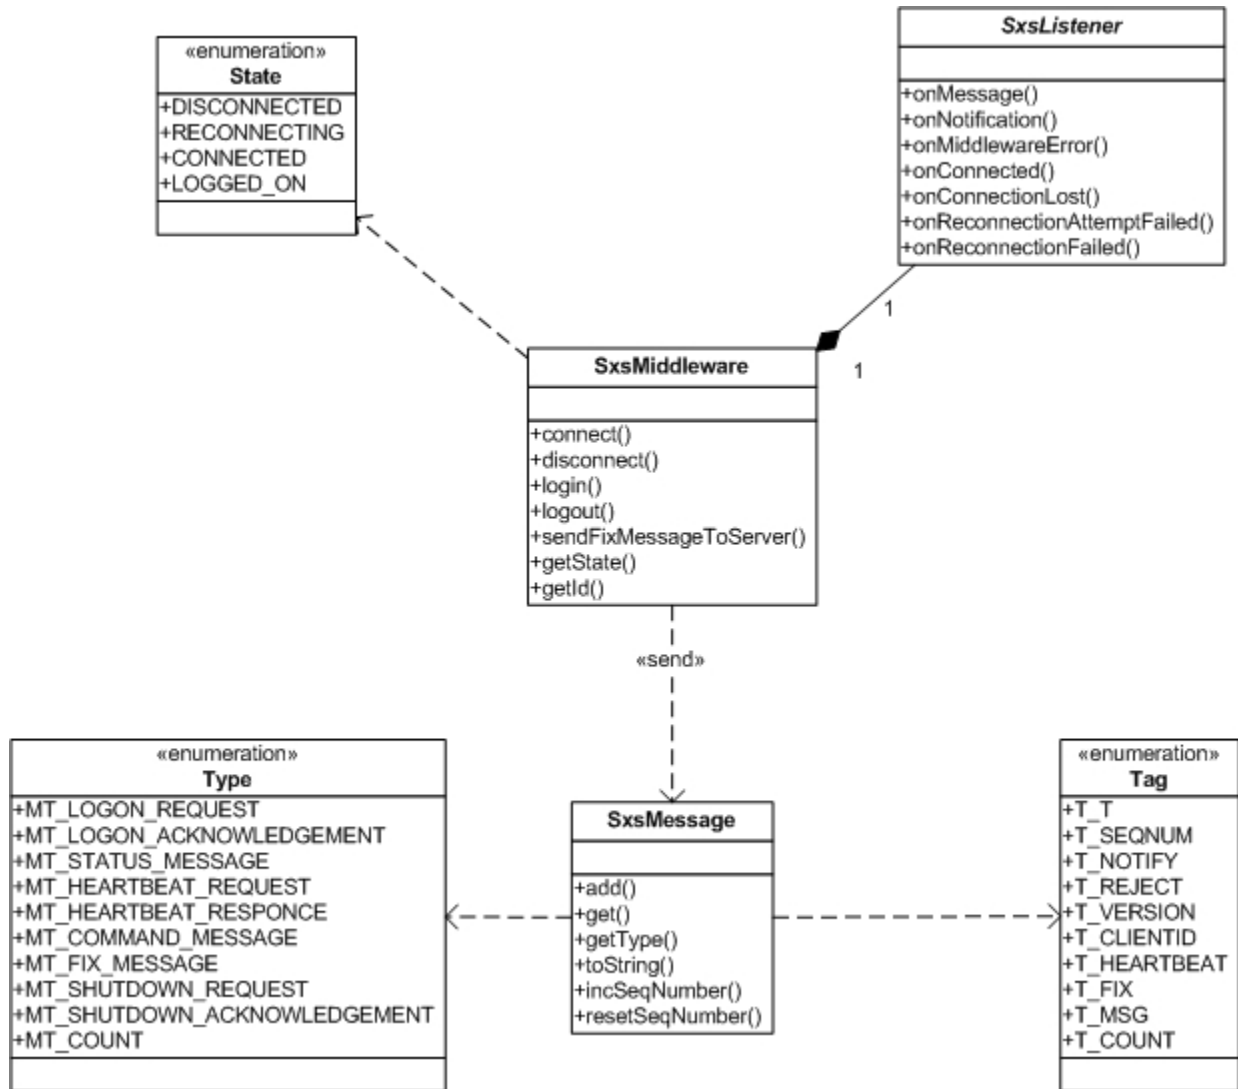 «enumeration»
State
+DISCONNECTED
+RECONNECTING
+CONNECTED
+LOGGED_ON
SxsListener
+onMessage()
+onNotification()
+onMiddlewareError()
+onConnected()
+onConnectionLost()
+onReconnectionAttemptFailed()
+onReconnectionFailed()
1
1
SxsMiddleware
+connect()
+disconnect()
+login()
+logout()
+sendFixMessageToServer()
+getState()
+getId()
«send»
«enumeration»
Type
+MT_LOGON_REQUEST
+MT_LOGON_ACKNOWLEDGEMENT
+MT_STATUS_MESSAGE
+MT_HEARTBEAT_REQUEST
+MT_HEARTBEAT_RESPONCE
+MT_COMMAND_MESSAGE
+MT_FIX_MESSAGE
+MT_SHUTDOWN_REQUEST
+MT_SHUTDOWN_ACKNOWLEDGEMENT
+MT_COUNT
SxsMessage
+add()
+get()
+getType()
+toString()
+incSeqNumber()
+resetSeqNumber()
«enumeration»
Tag
+T_T
+T_SEQNUM
+T_NOTIFY
+T_REJECT
+T_VERSION
+T_CLIENTID
+T_HEARTBEAT
+T_FIX
+T_MSG
+T_COUNT